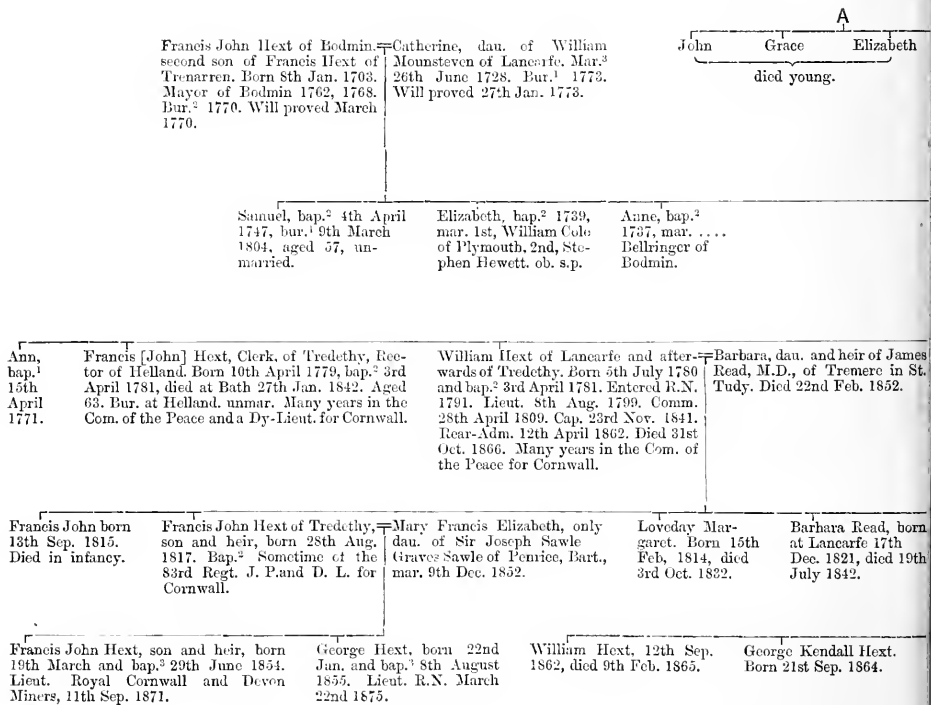 A
John Grace Elizabeth
died young.
Francis John Hext of Bodmin.
second son of Francis Hext of
Trenarren. Born 8th Jan. 1703.
Mayor of Bodmin 1762, 1768.
Bur.² 1770. Will proved March
1770.
Catherine, dau. of William
Mounsteven of Lancarfe. Mar.³
26th June 1728. Bur.¹ 1773.
Will proved 27th Jan. 1773.
Samuel, bap.² 4th April
1747, bur.¹ 9th March
1804, aged 57, un-
married.
Elizabeth, bap.² 1739,
mar. 1st, William Cole
of Plymouth. 2nd, Ste-
phen Hewett. ob. s.p.
Anne, bap.²
1737, mar. ....
Bellringer of
Bodmin.
Ann,
bap.¹
15th
April
1771.
Francis [John] Hext, Clerk, of Tredethy, Rec-
tor of Helland. Born 10th April 1779, bap.² 3rd
April 1781, died at Bath 27th Jan. 1842. Aged
63. Bur. at Helland. unmar. Many years in the
Com. of the Peace and a Dy-Lieut. for Cornwall.
William Hext of Lancarfe and after-
wards of Tredethy. Born 5th July 1780
and bap.² 3rd April 1781. Entered R.N.
1791. Lieut. 8th Aug. 1799. Comm.
28th April 1809. Cap. 23rd Nov. 1841.
Rear-Adm. 12th April 1862. Died 31st
Oct. 1866. Many years in the Com. of
the Peace for Cornwall.
Barbara, dau. and heir of James
Read, M.D., of Tremere in St.
Tudy. Died 22nd Feb. 1852.
Francis John born
13th Sep. 1815.
Died in infancy.
Francis John Hext of Tredethy,
son and heir, born 28th Aug.
1817. Bap.² Sometime of the
83rd Regt. J. P. and D. L. for
Cornwall.
Mary Francis Elizabeth, only
dau. of Sir Joseph Sawle
Graves Sawle of Penrice, Bart.,
mar. 9th Dec. 1852.
Loveday Mar-
garet. Born 15th
Feb, 1814, died
3rd Oct. 1832.
Barbara Read, born
at Lancarfe 17th
Dec. 1821, died 19th
July 1842.
Francis John Hext, son and heir, born
19th March and bap.³ 29th June 1854.
Lieut. Royal Cornwall and Devon
Miners, 11th Sep. 1871.
George Hext, born 22nd
Jan. and bap.³ 8th August
1855. Lieut. R.N. March
22nd 1875.
William Hext, 12th Sep.
1862, died 9th Feb. 1865.
George Kendall Hext.
Born 21st Sep. 1864.